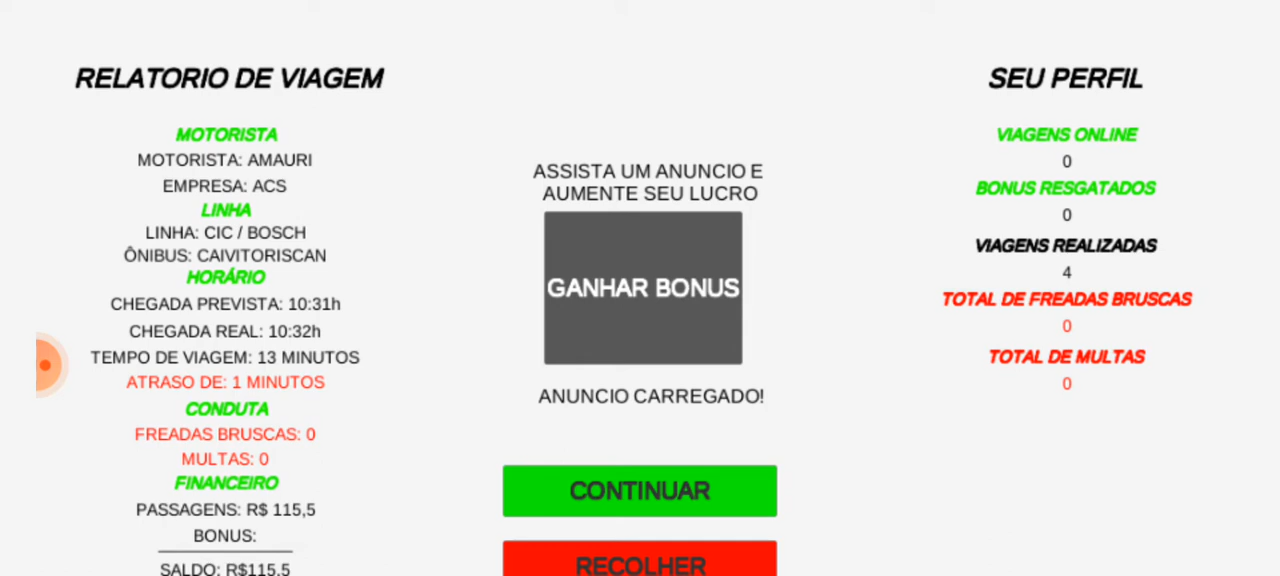 RELATORIO DE VIAGEM
MOTORISTA
MOTORISTA: AMAURI
EMPRESA: ACS
LINHA
LINHA: CIC / BOSCH
ÔNIBUS: CAIVITORISCAN
HORÁRIO
CHEGADA PREVISTA: 10:31h
CHEGADA REAL: 10:32h
TEMPO DE VIAGEM: 13 MINUTOS
ATRASO DE: 1 MINUTOS
CONDUTA
FREADAS BRUSCAS: 0
MULTAS: 0
FINANCEIRO
PASSAGENS: R$ 115,5
BONUS:
SALDO: R$115,5
ASSISTA UM ANUNCIO E
AUMENTE SEU LUCRO
GANHAR BONUS
ANUNCIO CARREGADO!
CONTINUAR
RECOLHER
SEU PERFIL
VIAGENS ONLINE
0
BONUS RESGATADOS
0
VIAGENS REALIZADAS
4
TOTAL DE FREADAS BRUSCAS
0
TOTAL DE MULTAS
0